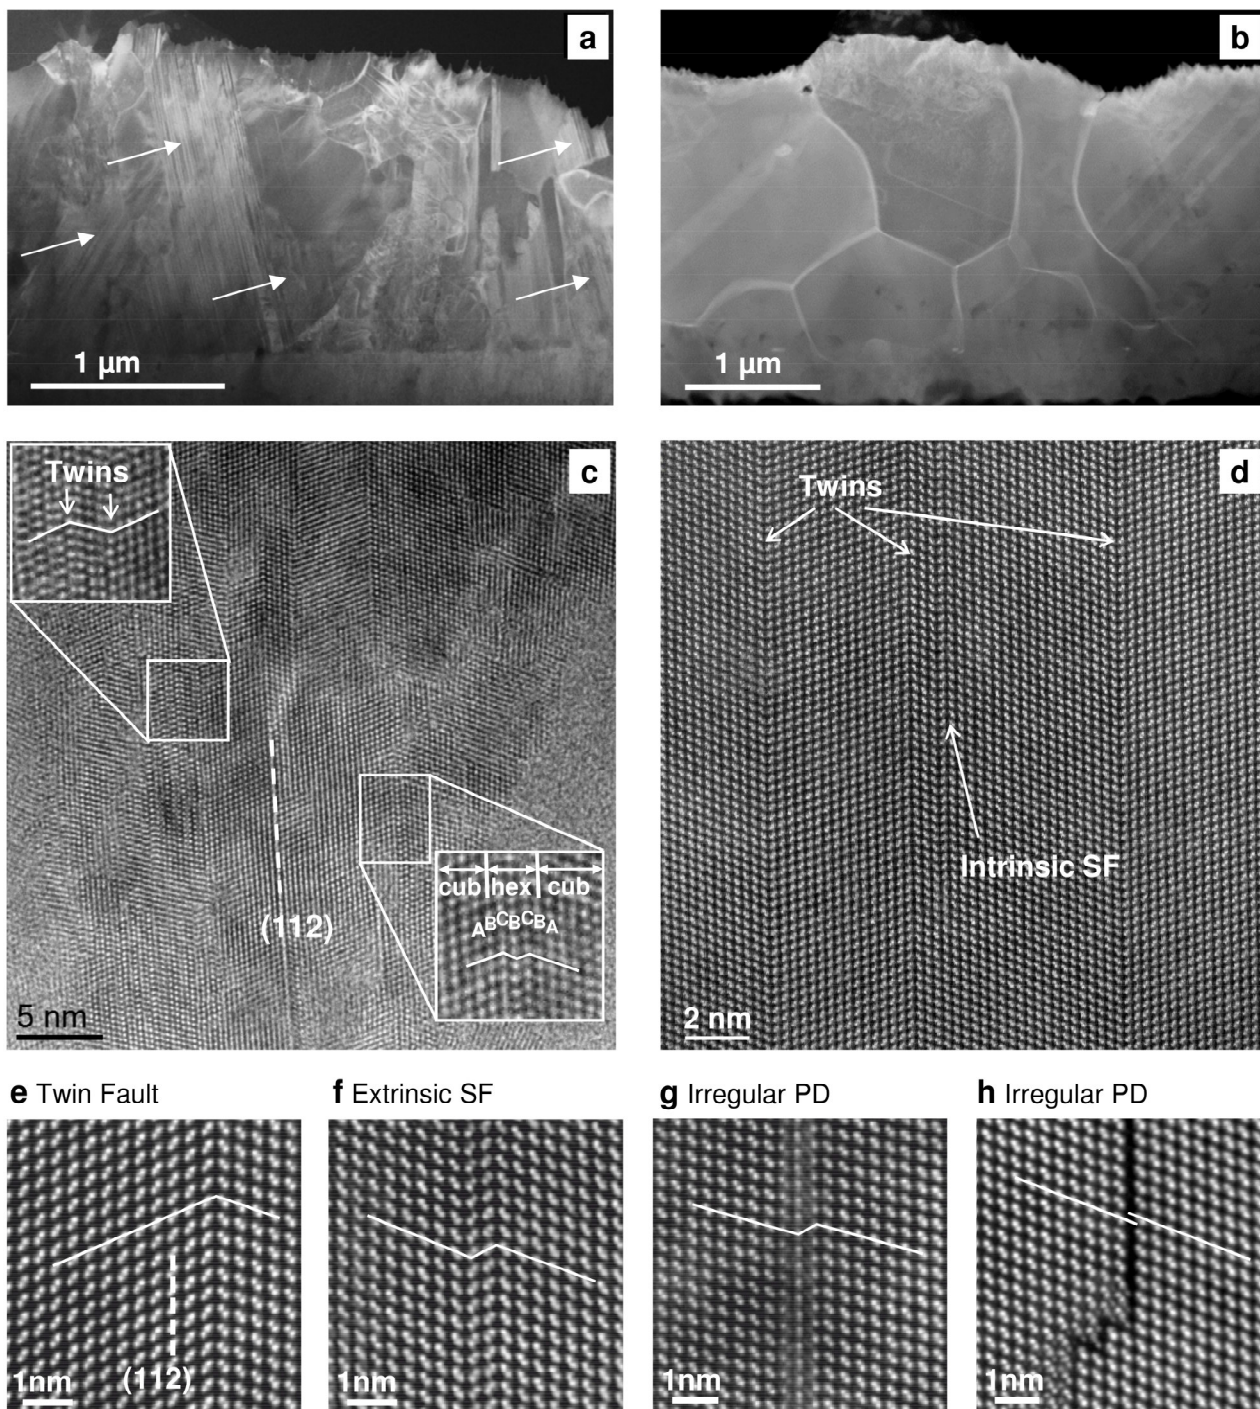 a
b
1 µm
1 µm
Twins
c
Twins
d
cub hex cub
ABCBCBA
(112)
Intrinsic SF
5 nm
2 nm
e Twin Fault
f Extrinsic SF
g Irregular PD
h Irregular PD
(112)
1nm
1nm
1nm
1nm